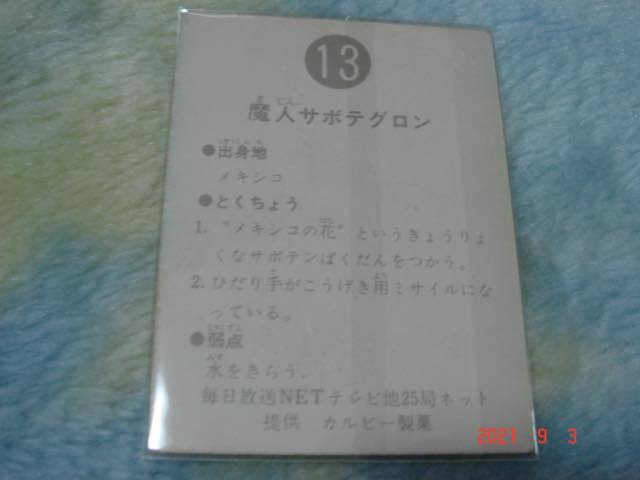 13
魔人サボテグロン
●出身地
メキシコ
●とくちょう
1. "メキシコの花"というきょうりょ
くなサボテンばくだんをつかう。
2. ひだり手がこうげき用ミサイルにな
っている。
●弱点
水をきらう。
毎日放送NETテレビ他25局ネット
提供 カルビー製菓
2021 9 3